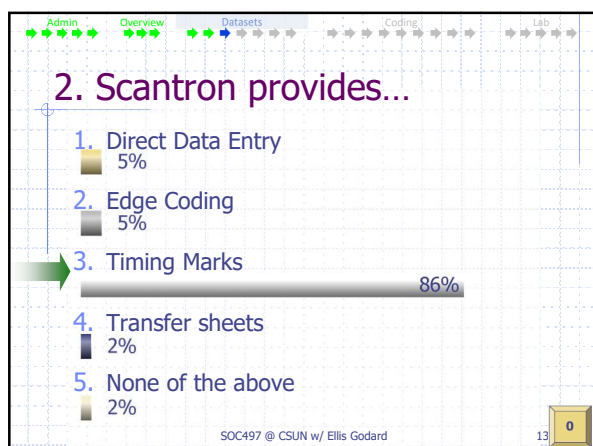 Admin Overview Datasets Coding Lab
2. Scantron provides…
1. Direct Data Entry
5%
2. Edge Coding
5%
3. Timing Marks
86%
4. Transfer sheets
2%
5. None of the above
2%
SOC497 @ CSUN w/ Ellis Godard 13 0